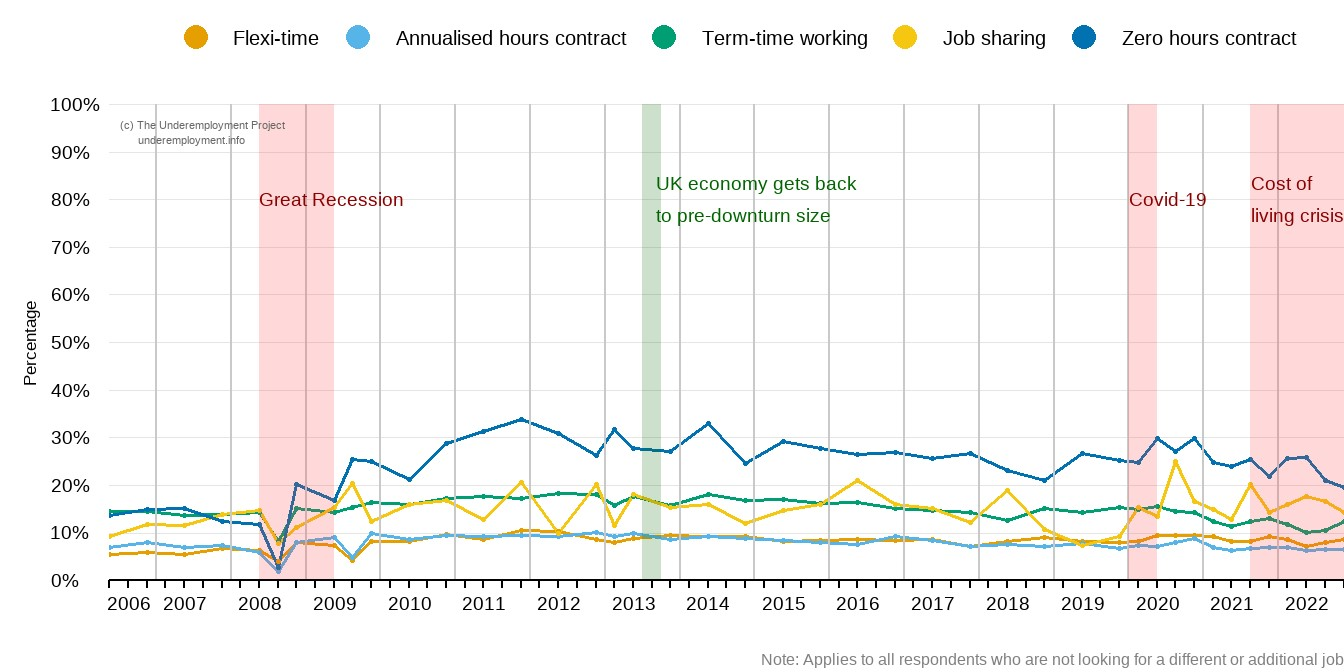 Flexi-time Annualised hours contract Term-time working Job sharing Zero hours contract
100%
(c) The Underemployment Project
underemployment.info
90%
UK economy gets back
Cost of
80%
Great Recession
Covid-19
to pre-downturn size
living crisis
70%
60%
50%
40%
30%
20%
10%
0%
Percentage
2006 2007 2008 2009 2010 2011 2012 2013 2014 2015 2016 2017 2018 2019 2020 2021 2022
Note: Applies to all respondents who are not looking for a different or additional job